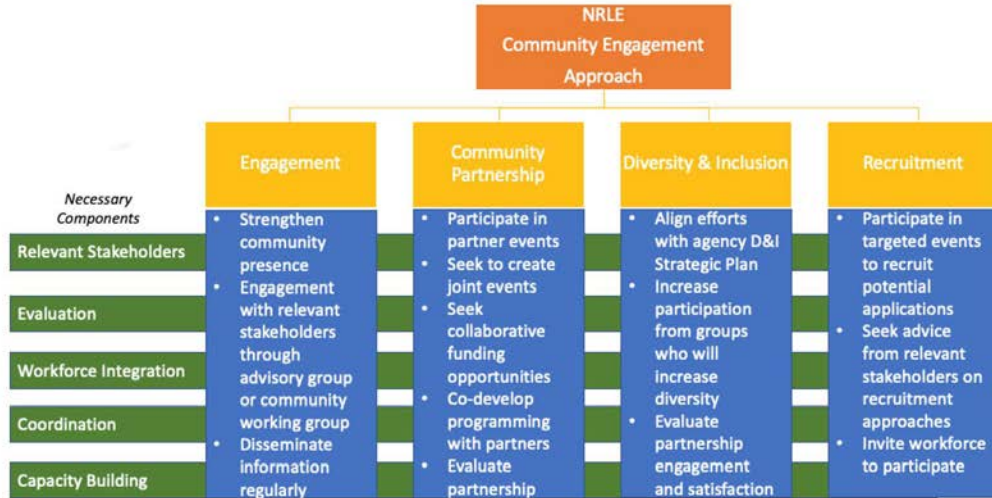 NRLE
Community Engagement
Approach
Engagement
Community
Partnership
Diversity & Inclusion
Recruitment
Necessary
Components
Relevant Stakeholders
Evaluation
Workforce Integration
Coordination
Capacity Building
• Strengthen
community
presence
• Engagement
with relevant
stakeholders
through
advisory group
or community
working group
• Disseminate
information
regularly
• Participate in
partner events
• Seek to create
joint events
• Seek
collaborative
funding
opportunities
• Co-develop
programming
with partners
• Evaluate
partnership
• Align efforts
with agency D&I
Strategic Plan
• Increase
participation
from groups
who will
increase
diversity
• Evaluate
partnership
engagement
and satisfaction
• Participate in
targeted events
to recruit
potential
applications
• Seek advice
from relevant
stakeholders on
recruitment
approaches
• Invite workforce
to participate